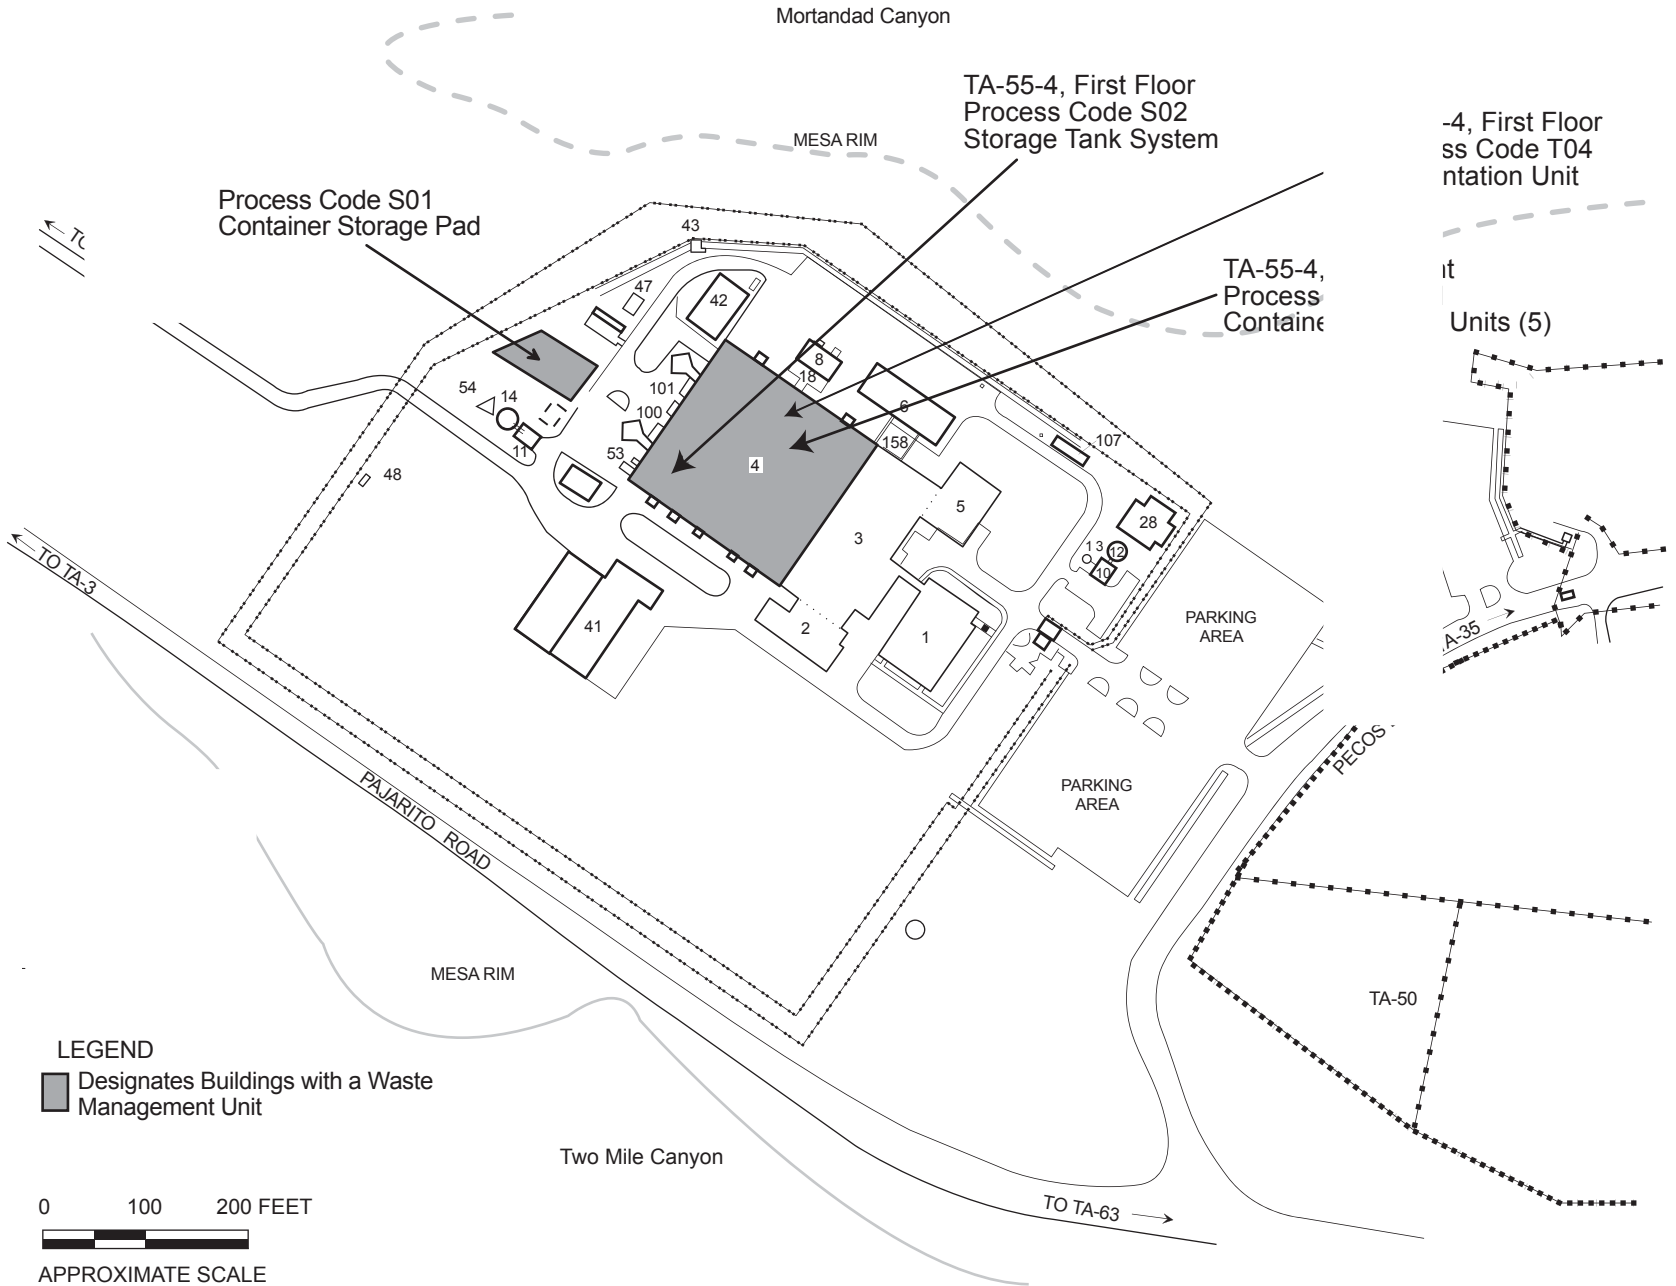 Mortandad Canyon
TA-55-4, First Floor
Process Code S02
Storage Tank System
MESA RIM
-4, First Floor
ss Code T04
ntation Unit
Process Code S01
Container Storage Pad
TA-55-4,
Process
Containe
nt
Units (5)
TO
43
47
42
8
18
101
6
54
14
100
158
107
11
53
4
48
5
28
3
13
12
10
TO TA-3
41
2
1
PARKING
AREA
A-35
PARKING
AREA
PECOS
PAJARITO ROAD
MESA RIM
TA-50
LEGEND
Designates Buildings with a Waste
Management Unit
Two Mile Canyon
0 100 200 FEET
APPROXIMATE SCALE
TO TA-63